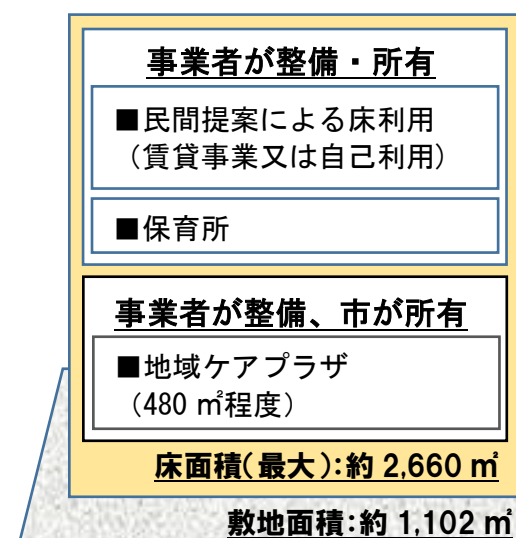 事業者が整備・所有
■民間提案による床利用
（賃貸事業又は自己利用）
■保育所
事業者が整備、市が所有
■地域ケアプラザ
（480 ㎡程度）
床面積(最大):約 2,660 ㎡
敷地面積:約 1,102 ㎡